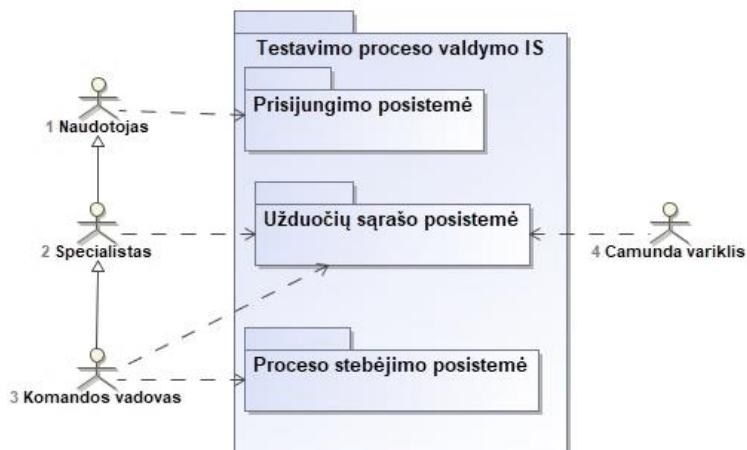 Testavimo proceso valdymo IS
Prisijungimo posistemė
1 Naudotojas
Užduočių sąrašo posistemė
2 Specialistas
4 Camunda variklis
Proceso stebėjimo posistemė
3 Komandos vadovas